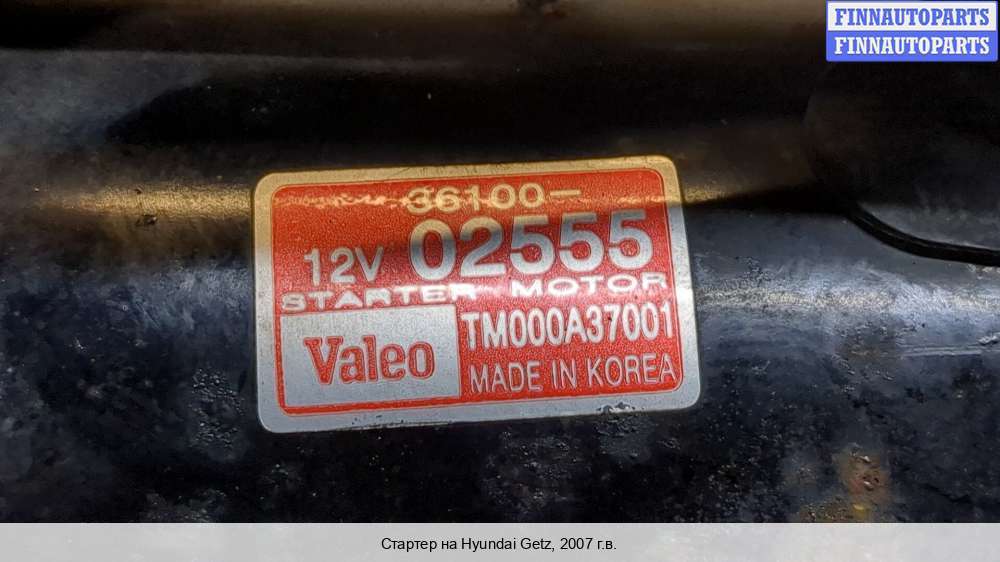 FINNAUTOPARTS
FINNAUTOPARTS
36100-
12V 02555
STARTER MOTOR
Valeo TM000A37001
MADE IN KOREA
Стартер на Hyundai Getz, 2007 г.в.